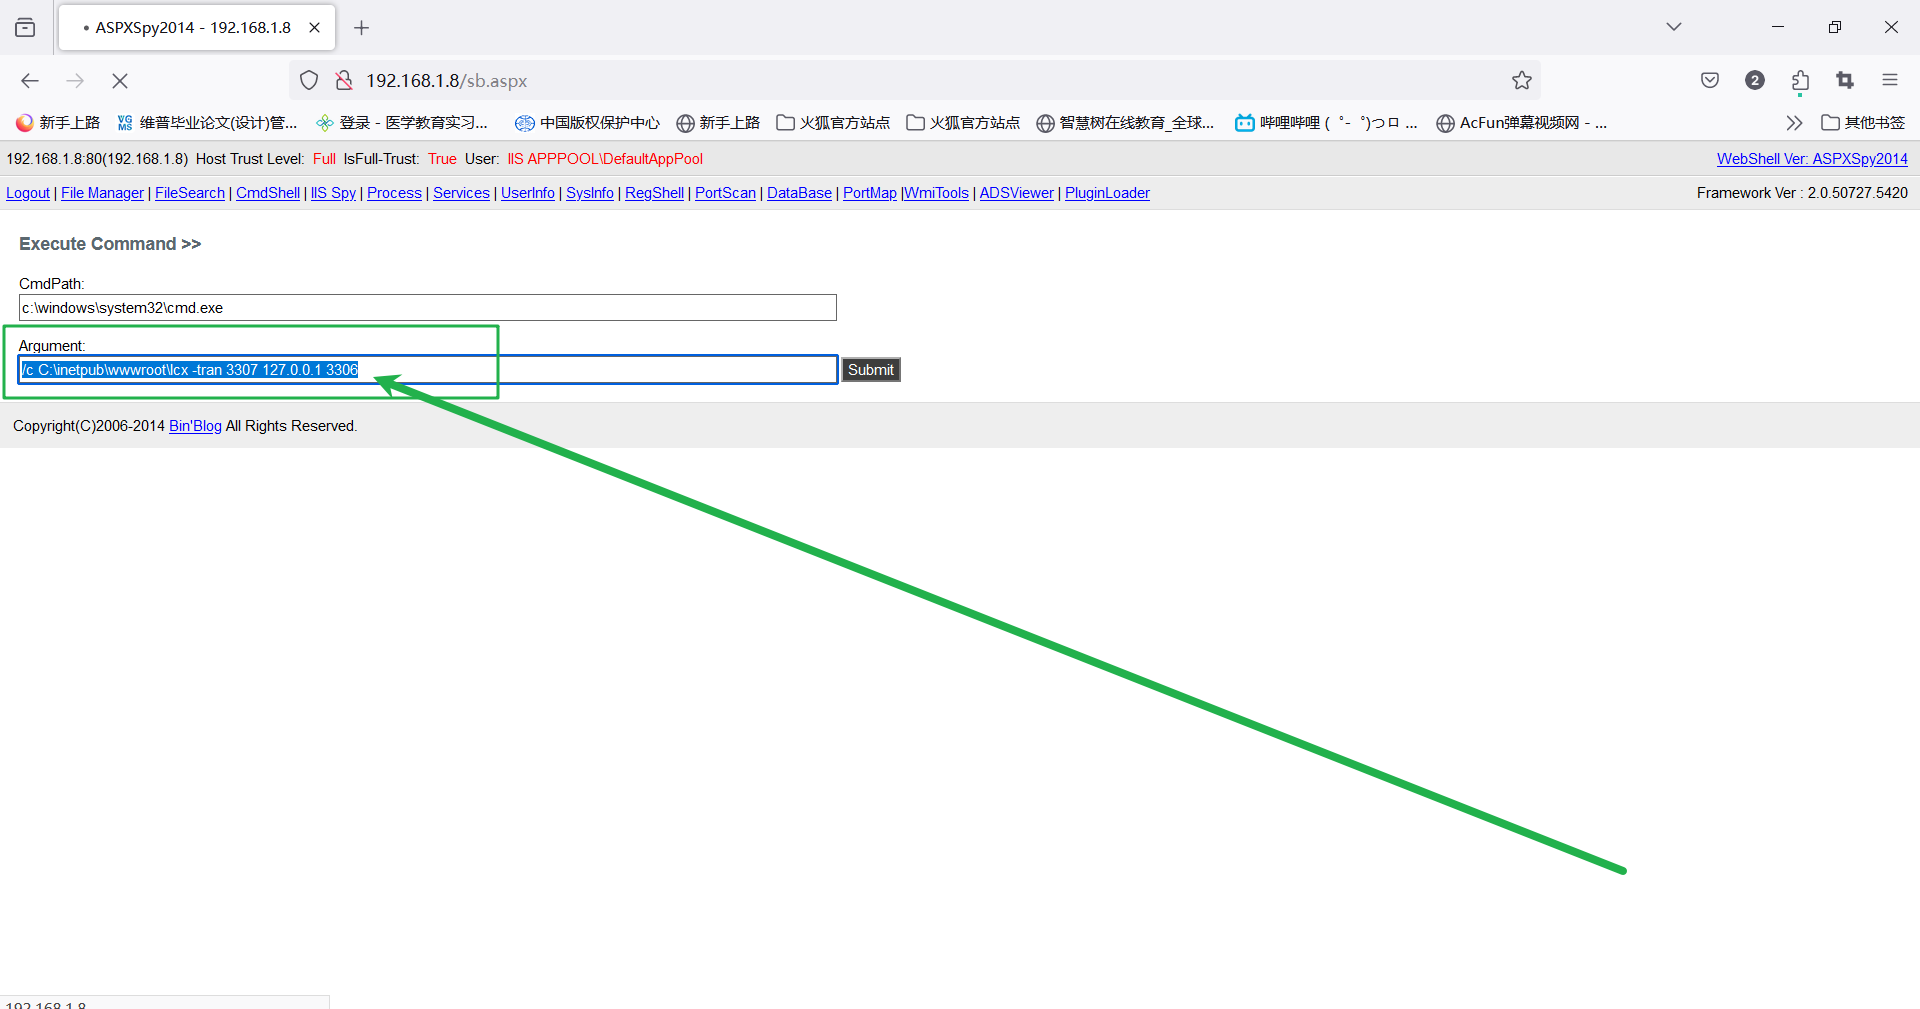 ASPXSpy2014 - 192.168.1.8
192.168.1.8/sb.aspx
2
新手上路 VG MS 维普毕业论文(设计)管... 登录 - 医学教育实习... 中国版权保护中心 新手上路 火狐官方站点 火狐官方站点 智慧树在线教育_全球... 哔哩哔哩 ( ゜- ゜)つロ ... AcFun弹幕视频网 - ... 其他书签
192.168.1.8:80(192.168.1.8) Host Trust Level: Full IsFull-Trust: True User: IIS APPPOOL\DefaultAppPool WebShell Ver: ASPXSpy2014
Logout | File Manager | FileSearch | CmdShell | IIS Spy | Process | Services | UserInfo | SysInfo | RegShell | PortScan | DataBase | PortMap |WmiTools | ADSViewer | PluginLoader Framework Ver : 2.0.50727.5420
Execute Command >>
CmdPath:
c:\windows\system32\cmd.exe
Argument:
/c C:\inetpub\wwwroot\lcx -tran 3307 127.0.0.1 3306 Submit
Copyright(C)2006-2014 Bin'Blog All Rights Reserved.
192.168.1.8